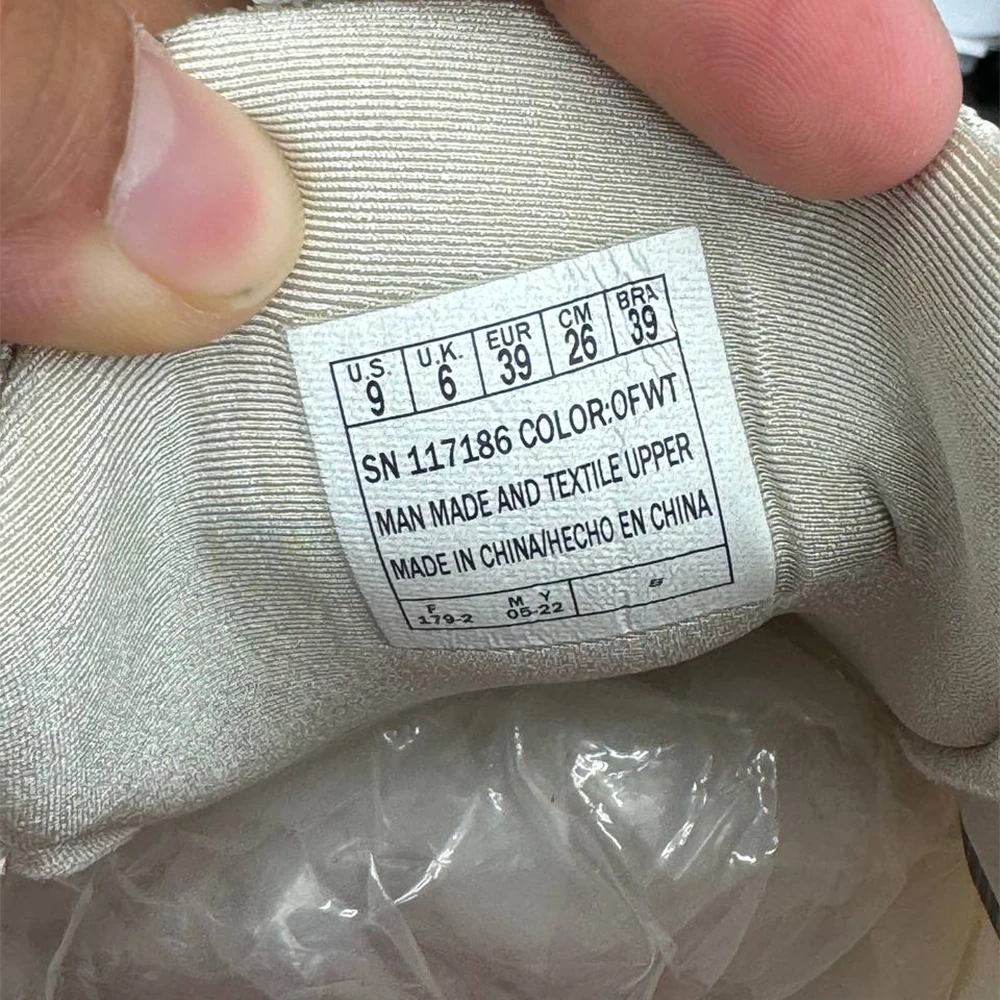 U.S. U.K. EUR CM BRA
9 6 39 26 39
SN 117186 COLOR:OFWT
MAN MADE AND TEXTILE UPPER
MADE IN CHINA/HECHO EN CHINA
F M Y
179-2 05-22